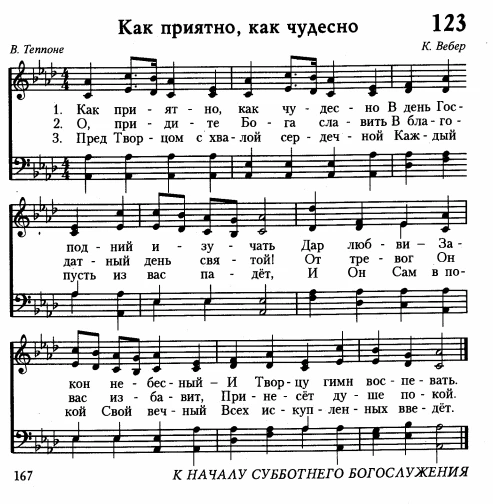 Как приятно, как чудесно 123
В. Теппоне К. Вебер
1. Как при - ят - но, как чу - дес - но В день Гос-
2. О, при - ди - те Бо - га сла - вить В бла - го-
3. Пред Твор - цом с хва - лой сер - деч - ной Каж - дый
под - ний и - зу - чать Дар люб - ви – За-
дат - ный день свя - той! От тре - вог Он
пусть из вас па - дёт, И Он Сам в по-
кон не - бес - ный – И Твор - цу гимн вос - пе - вать.
вас из - ба - вит, При - не - сёт ду - ше по - кой.
кой Свой веч - ный Всех ис - куп - лен - ных вве - дёт.
167 К НАЧАЛУ СУББОТНЕГО БОГОСЛУЖЕНИЯ